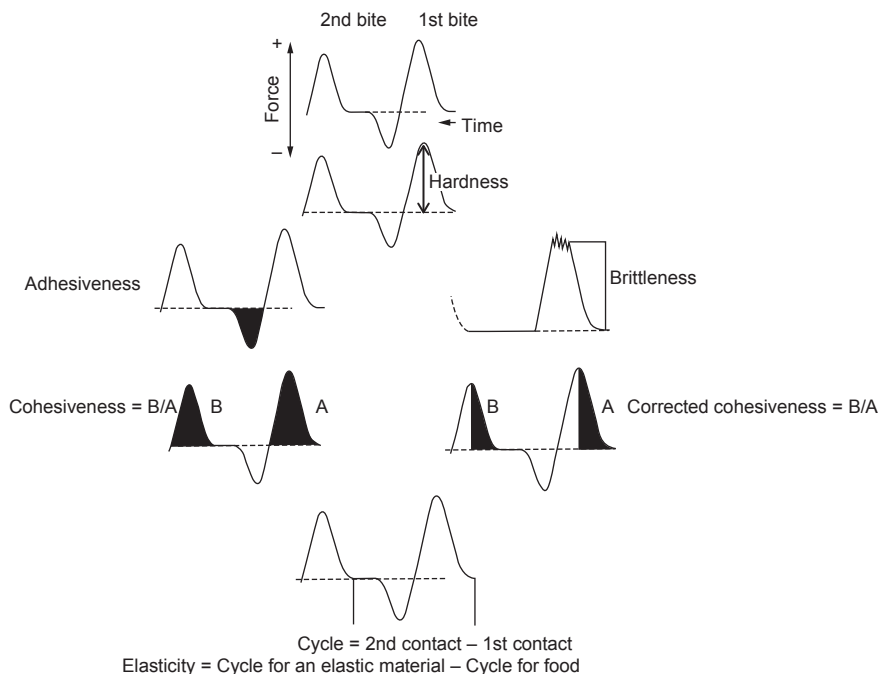 2nd bite 1st bite
+
Force
–
Time
Hardness
Adhesiveness
Brittleness
Cohesiveness = B/A B A
B A Corrected cohesiveness = B/A
Cycle = 2nd contact – 1st contact
Elasticity = Cycle for an elastic material – Cycle for food